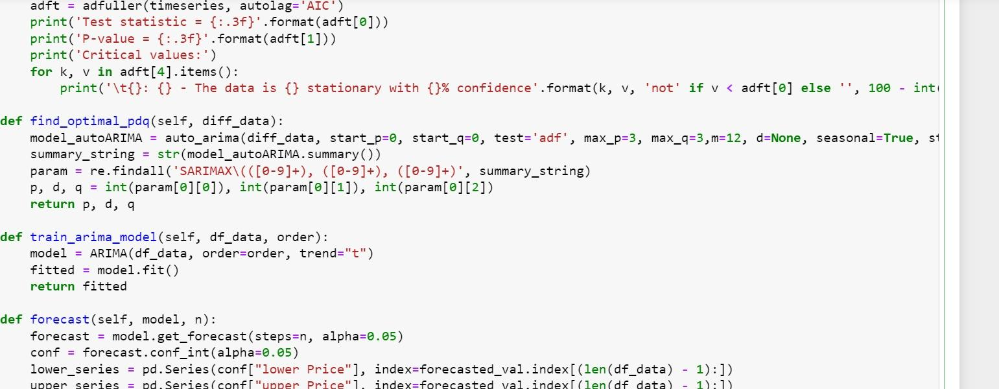 adft = adfuller(timeseries, autolag='AIC')
    print('Test statistic = {:.3f}'.format(adft[0]))
    print('P-value = {:.3f}'.format(adft[1]))
    print('Critical values:')
    for k, v in adft[4].items():
        print('\t{}: {} - The data is {} stationary with {}% confidence'.format(k, v, 'not' if v < adft[0] else '', 100 - int(
def find_optimal_pdq(self, diff_data):
    model_autoARIMA = auto_arima(diff_data, start_p=0, start_q=0, test='adf', max_p=3, max_q=3,m=12, d=None, seasonal=True, st
    summary_string = str(model_autoARIMA.summary())
    param = re.findall('SARIMAX\(([0-9]+), ([0-9]+), ([0-9]+)', summary_string)
    p, d, q = int(param[0][0]), int(param[0][1]), int(param[0][2])
    return p, d, q
def train_arima_model(self, df_data, order):
    model = ARIMA(df_data, order=order, trend="t")
    fitted = model.fit()
    return fitted
def forecast(self, model, n):
    forecast = model.get_forecast(steps=n, alpha=0.05)
    conf = forecast.conf_int(alpha=0.05)
    lower_series = pd.Series(conf["lower Price"], index=forecasted_val.index[(len(df_data) - 1):])
    upper_series = pd.Series(conf["upper Price"], index=forecasted_val.index[(len(df_data) - 1):])